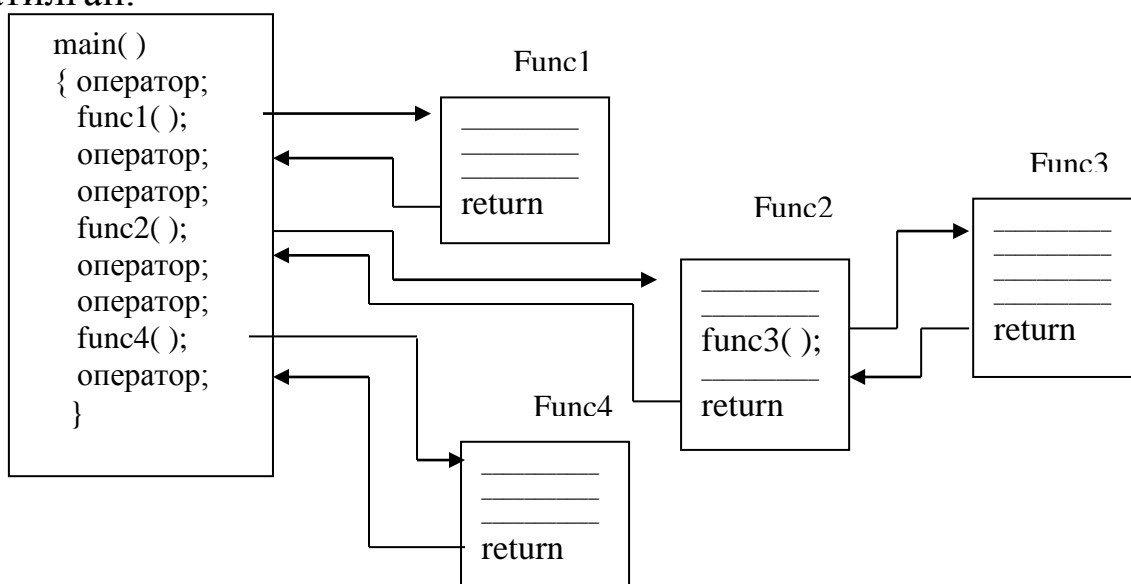 main( )
{ оператор;
func1( );
оператор;
оператор;
func2( );
оператор;
оператор;
func4( );
оператор;
}
Func1
return
Func2
func3( );
return
Func3
return
Func4
return